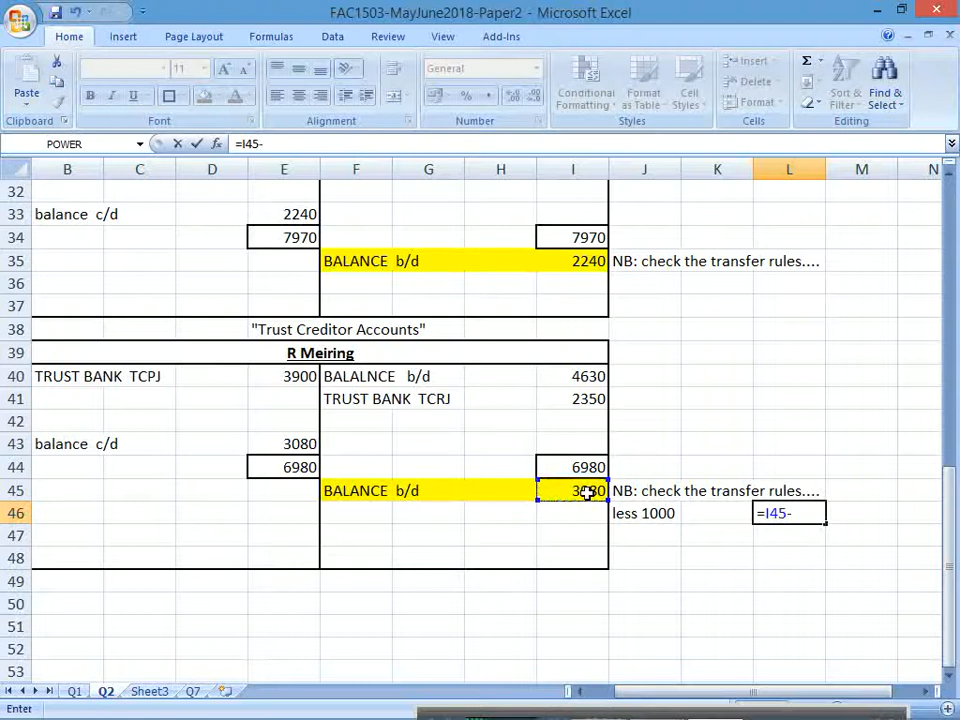 FAC1503-MayJune2018-Paper2 - Microsoft Excel
Home Insert Page Layout Formulas Data Review View Add-Ins
Paste
11 A A
B I U
General
% ,
Conditional Formatting
Format as Table
Cell Styles
Insert
Delete
Format
Σ
Sort & Filter
Find & Select
Clipboard Font Alignment Number Styles Cells Editing
POWER fx =I45-
B C D E F G H I J K L M N
32
33 balance c/d 2240
34 7970 7970
35 BALANCE b/d 2240 NB: check the transfer rules....
36
37
38 "Trust Creditor Accounts"
39 R Meiring
40 TRUST BANK TCPJ 3900 BALALNCE b/d 4630
41 TRUST BANK TCRJ 2350
42
43 balance c/d 3080
44 6980 6980
45 BALANCE b/d 3080 NB: check the transfer rules....
46 less 1000 =I45-
47
48
49
50
51
52
53
Q1 Q2 Sheet3 Q7
Enter